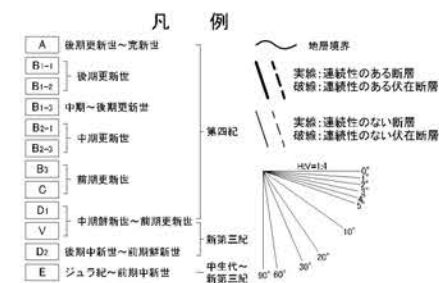 凡 例
A 後期更新世～完新世
B1-1
後期更新世
B1-2
B1-3 中期～後期更新世
B2-1
中期更新世
B2-3
B3
前期更新世
C
D1
中期鮮新世～前期更新世
V
D2 後期中新世～前期鮮新世
E ジュラ紀～前期中新世
第四紀
新第三紀
中生代～
新第三紀
地層境界
実線:連続性のある断層
破線:連続性のある伏在断層
実線:連続性のない断層
破線:連続性のない伏在断層
H:V=1:4
0°
1°
2°
3°
4°
5°
10°
20°
30°
60°
90°